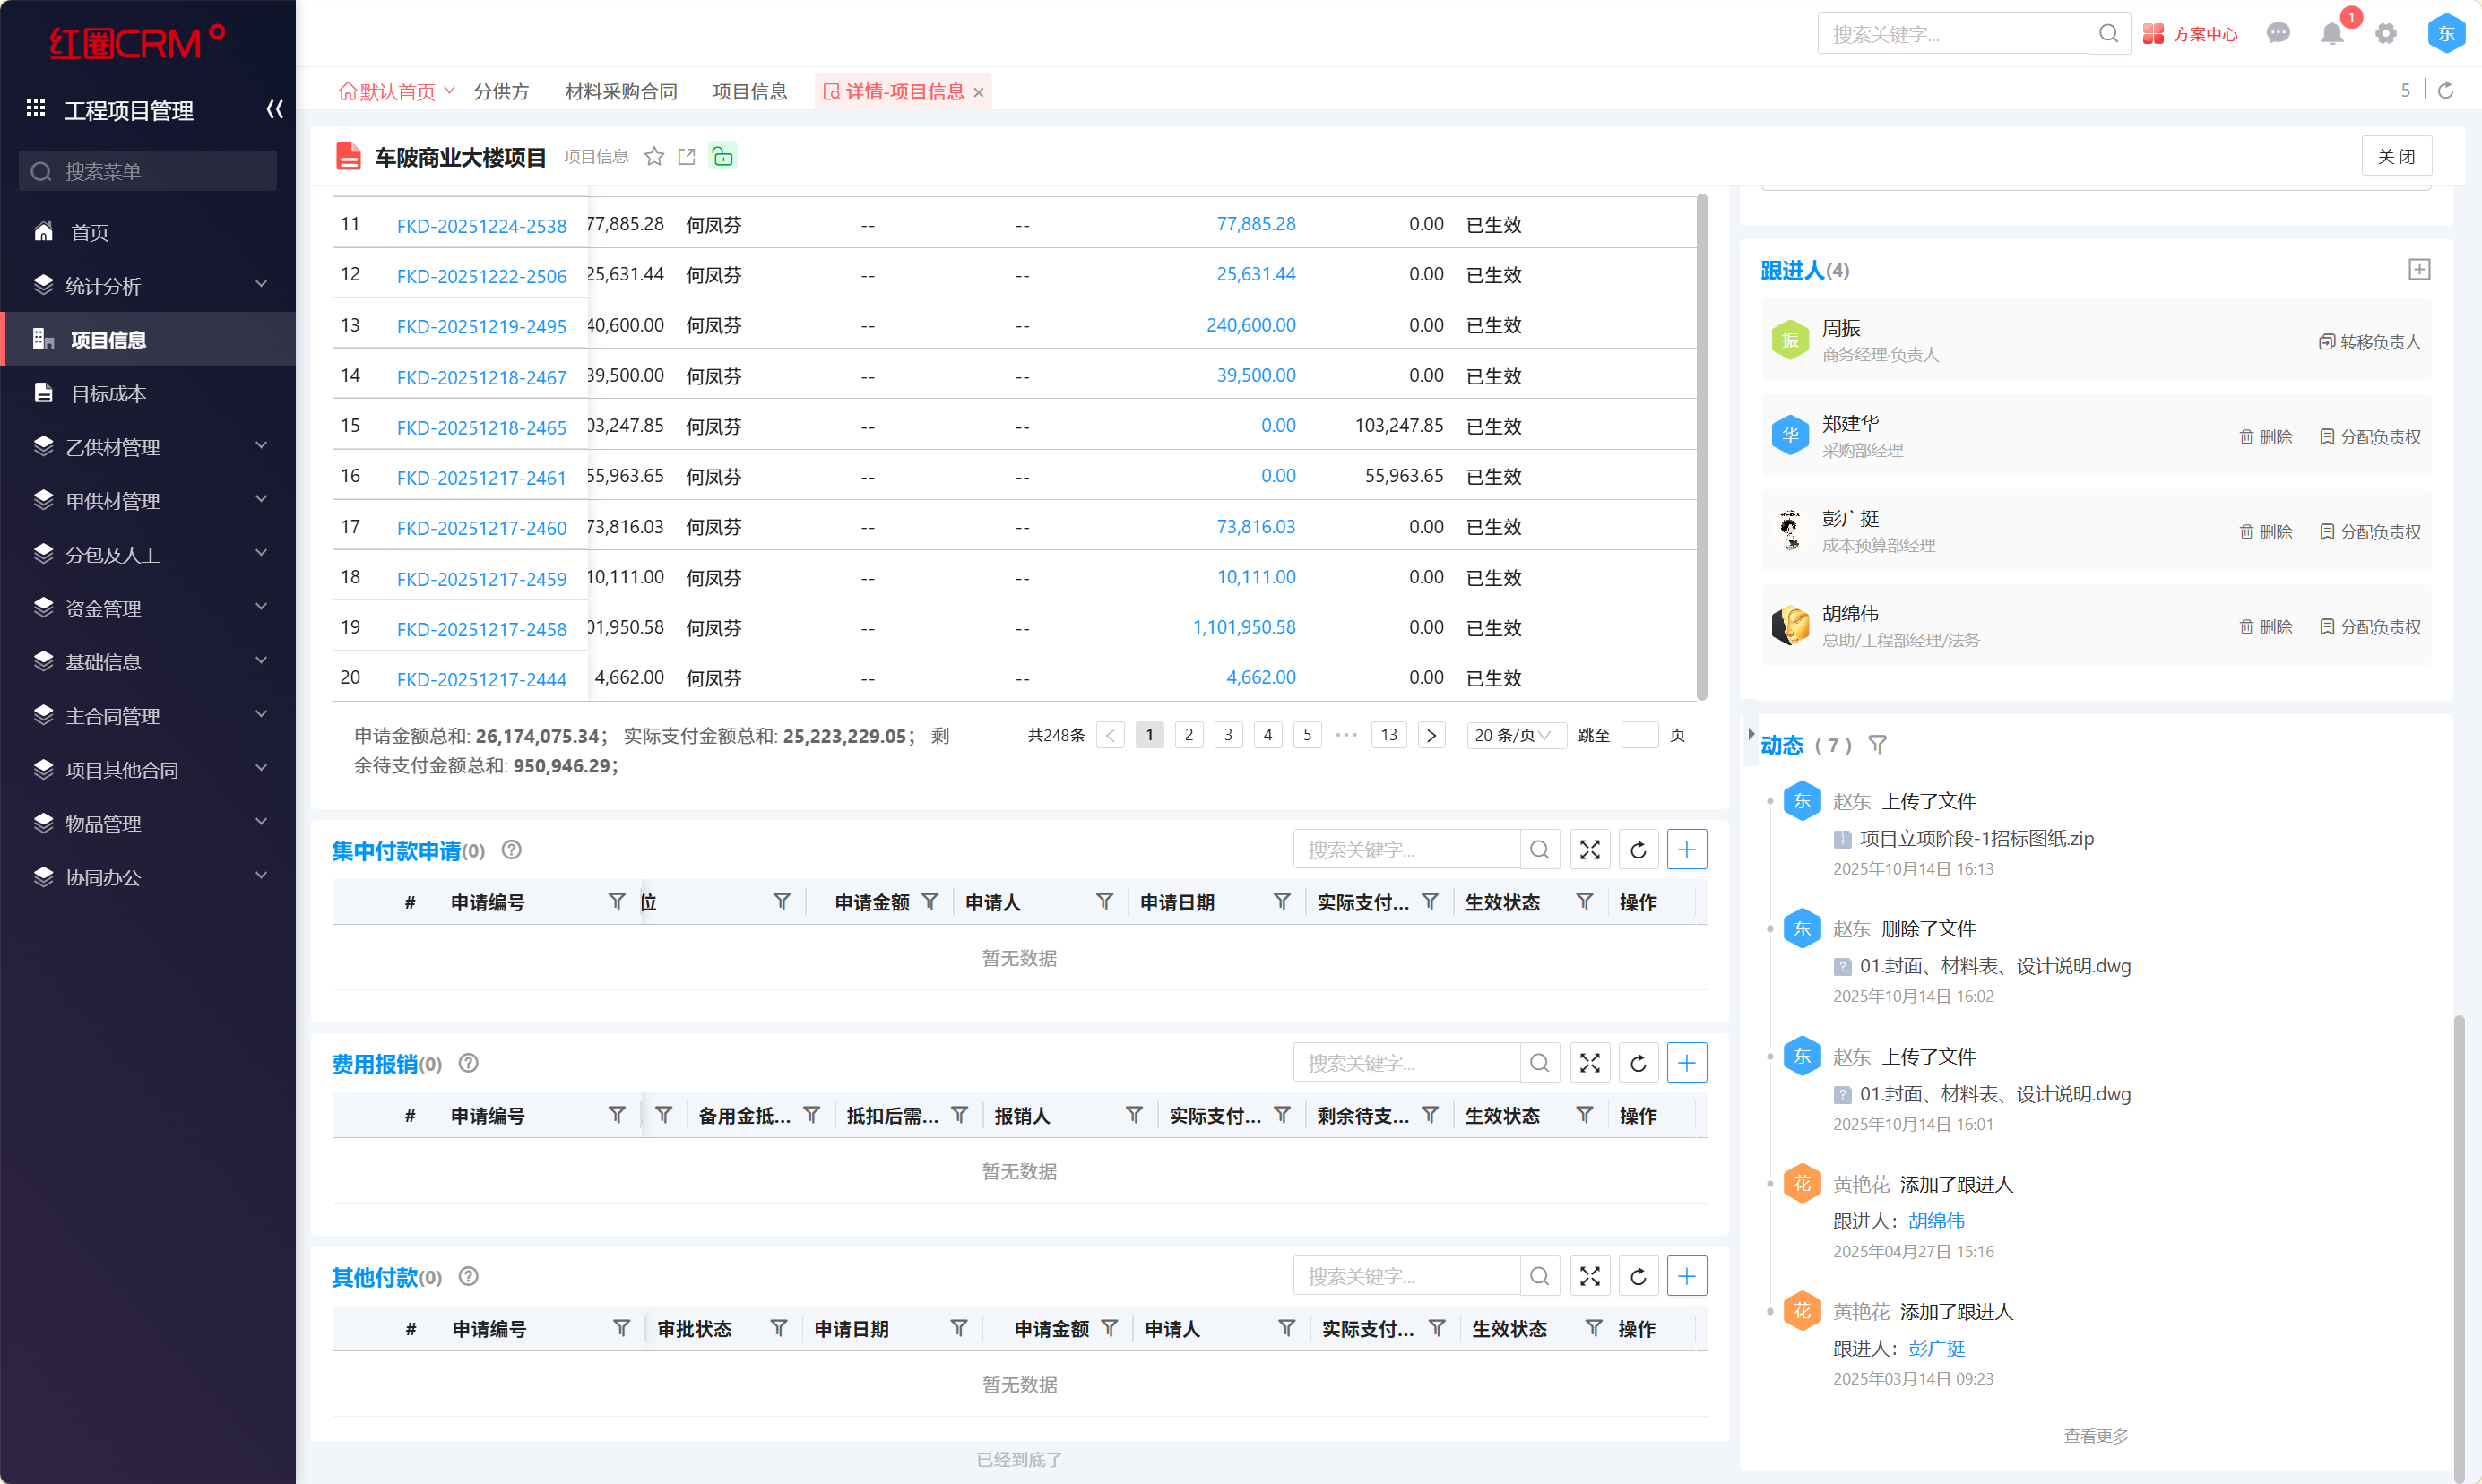 红圈CRM
搜索关键字...
方案中心
1
东
工程项目管理
默认首页 分供方 材料采购合同 项目信息 详情-项目信息
5
搜索菜单
首页
统计分析
项目信息
目标成本
乙供材管理
甲供材管理
分包及人工
资金管理
基础信息
主合同管理
项目其他合同
物品管理
协同办公
车陂商业大楼项目 项目信息
关 闭
11 FKD-20251224-2538 77,885.28 何凤芬 -- -- 77,885.28 0.00 已生效
12 FKD-20251222-2506 25,631.44 何凤芬 -- -- 25,631.44 0.00 已生效
13 FKD-20251219-2495 40,600.00 何凤芬 -- -- 240,600.00 0.00 已生效
14 FKD-20251218-2467 39,500.00 何凤芬 -- -- 39,500.00 0.00 已生效
15 FKD-20251218-2465 03,247.85 何凤芬 -- -- 0.00 103,247.85 已生效
16 FKD-20251217-2461 55,963.65 何凤芬 -- -- 0.00 55,963.65 已生效
17 FKD-20251217-2460 73,816.03 何凤芬 -- -- 73,816.03 0.00 已生效
18 FKD-20251217-2459 10,111.00 何凤芬 -- -- 10,111.00 0.00 已生效
19 FKD-20251217-2458 01,950.58 何凤芬 -- -- 1,101,950.58 0.00 已生效
20 FKD-20251217-2444 4,662.00 何凤芬 -- -- 4,662.00 0.00 已生效
申请金额总和: 26,174,075.34； 实际支付金额总和: 25,223,229.05； 剩
余待支付金额总和: 950,946.29；
共248条 1 2 3 4 5 ••• 13 20 条/页 跳至 页
集中付款申请(0)
搜索关键字...
# 申请编号 位 申请金额 申请人 申请日期 实际支付... 生效状态 操作
暂无数据
费用报销(0)
搜索关键字...
# 申请编号 备用金抵... 抵扣后需... 报销人 实际支付... 剩余待支... 生效状态 操作
暂无数据
其他付款(0)
搜索关键字...
# 申请编号 审批状态 申请日期 申请金额 申请人 实际支付... 生效状态 操作
暂无数据
已经到底了
跟进人(4)
振 周振
商务经理·负责人
转移负责人
华 郑建华
采购部经理
删除 分配负责权
彭广挺
成本预算部经理
删除 分配负责权
胡绵伟
总助/工程部经理/法务
删除 分配负责权
动态（7）
东 赵东 上传了文件
项目立项阶段-1招标图纸.zip
2025年10月14日 16:13
东 赵东 删除了文件
01.封面、材料表、设计说明.dwg
2025年10月14日 16:02
东 赵东 上传了文件
01.封面、材料表、设计说明.dwg
2025年10月14日 16:01
花 黄艳花 添加了跟进人
跟进人：胡绵伟
2025年04月27日 15:16
花 黄艳花 添加了跟进人
跟进人：彭广挺
2025年03月14日 09:23
查看更多